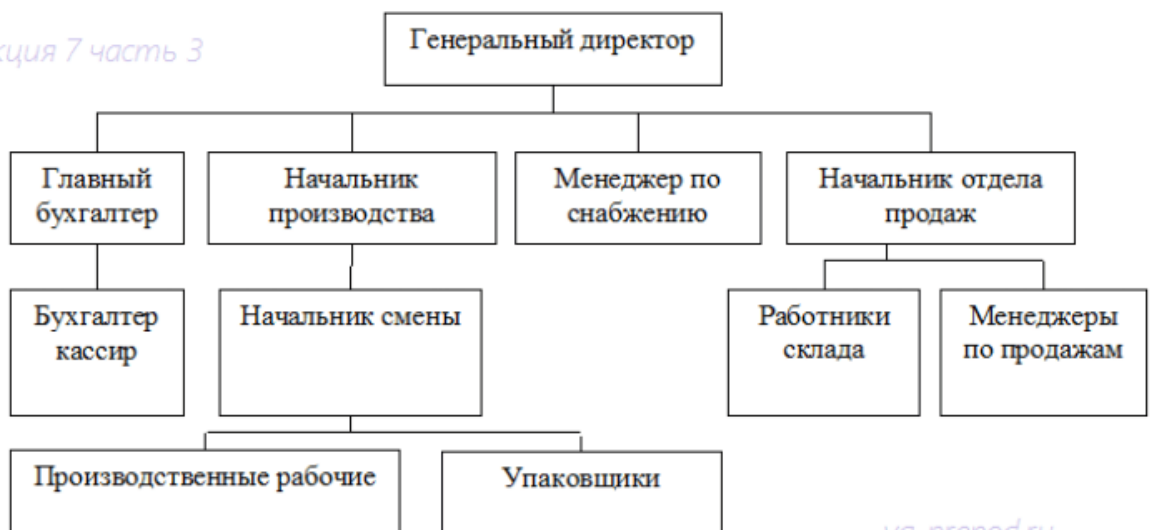 кция 7 часть 3
Генеральный директор
Главный
бухгалтер
Начальник
производства
Менеджер по
снабжению
Начальник отдела
продаж
Бухгалтер
кассир
Начальник смены
Работники
склада
Менеджеры
по продажам
Производственные рабочие
Упаковщики